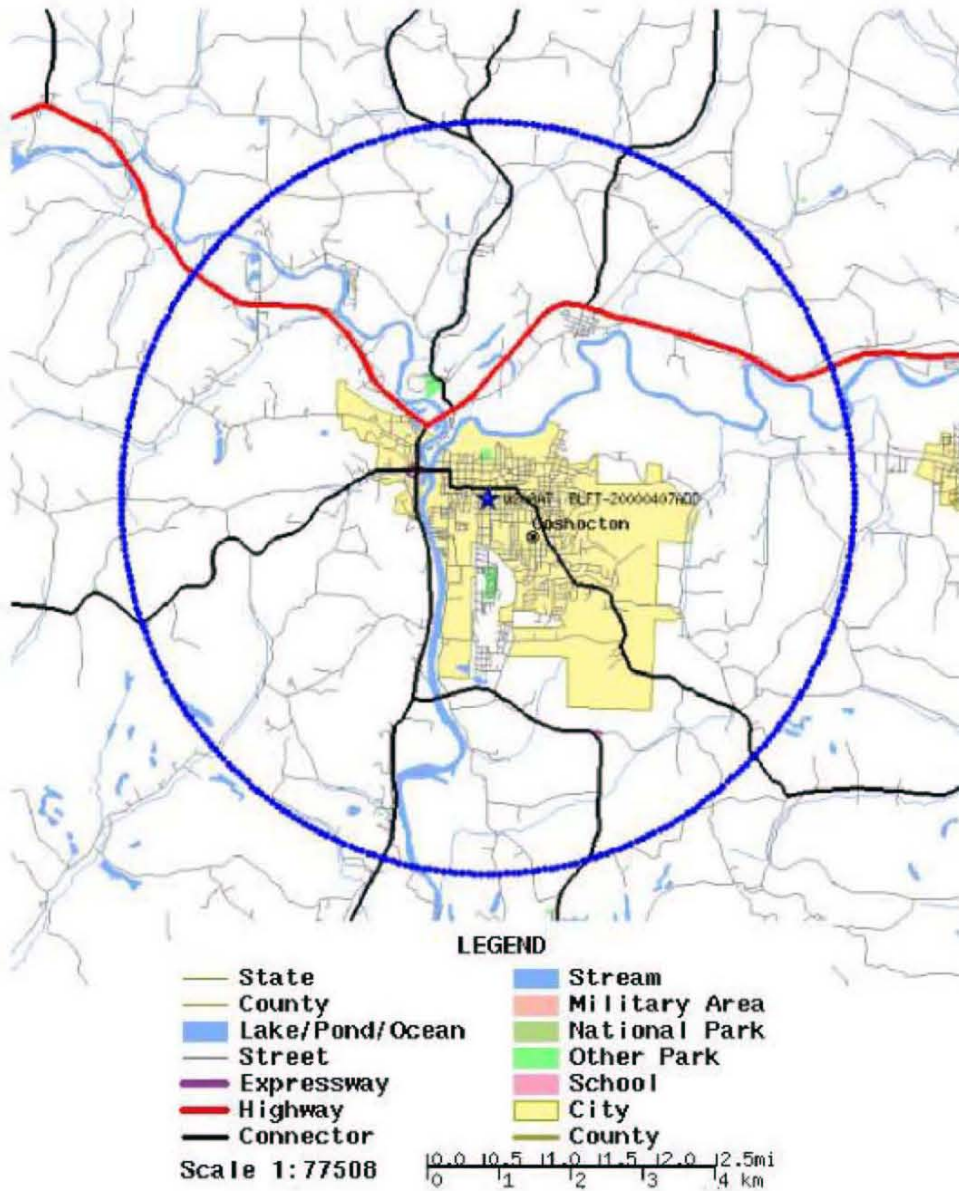 BLFT-20000407ADD
Coshocton
LEGEND
State
County
Lake/Pond/Ocean
Street
Expressway
Highway
Connector
Scale 1:77508
Stream
Military Area
National Park
Other Park
School
City
County
0.0 0.5 1.0 1.5 2.0 2.5mi
0 1 2 3 4 km